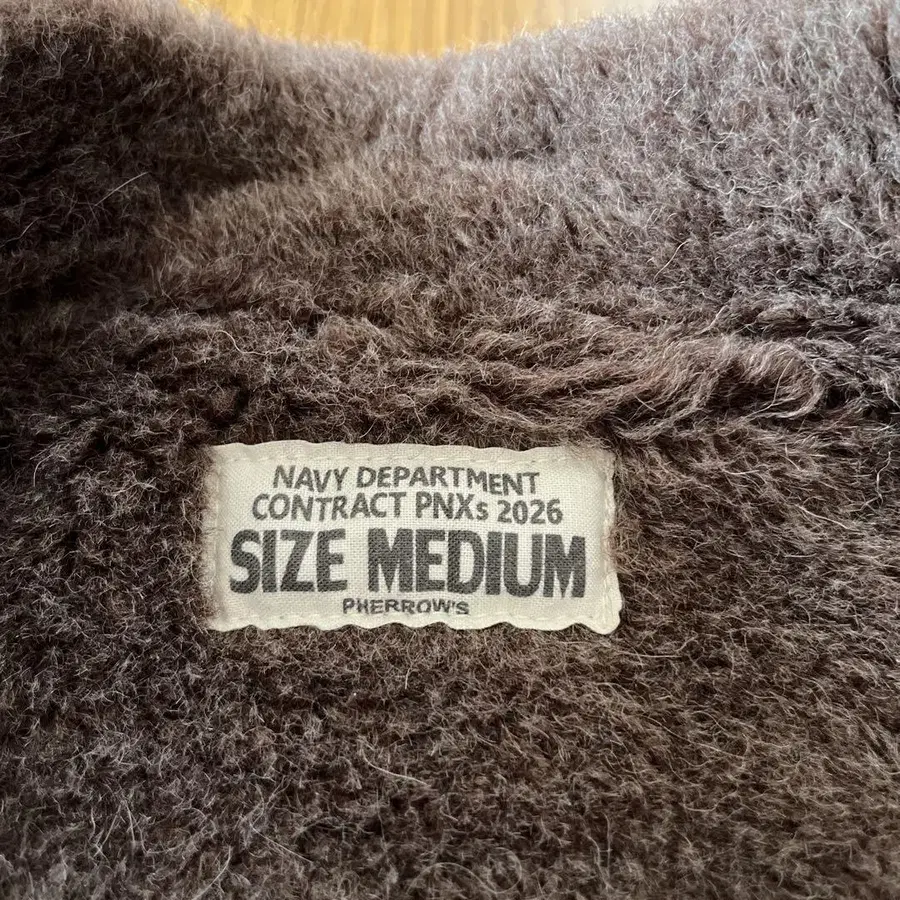 NAVY DEPARTMENT
CONTRACT PNXs 2026
SIZE MEDIUM
PHERROW'S